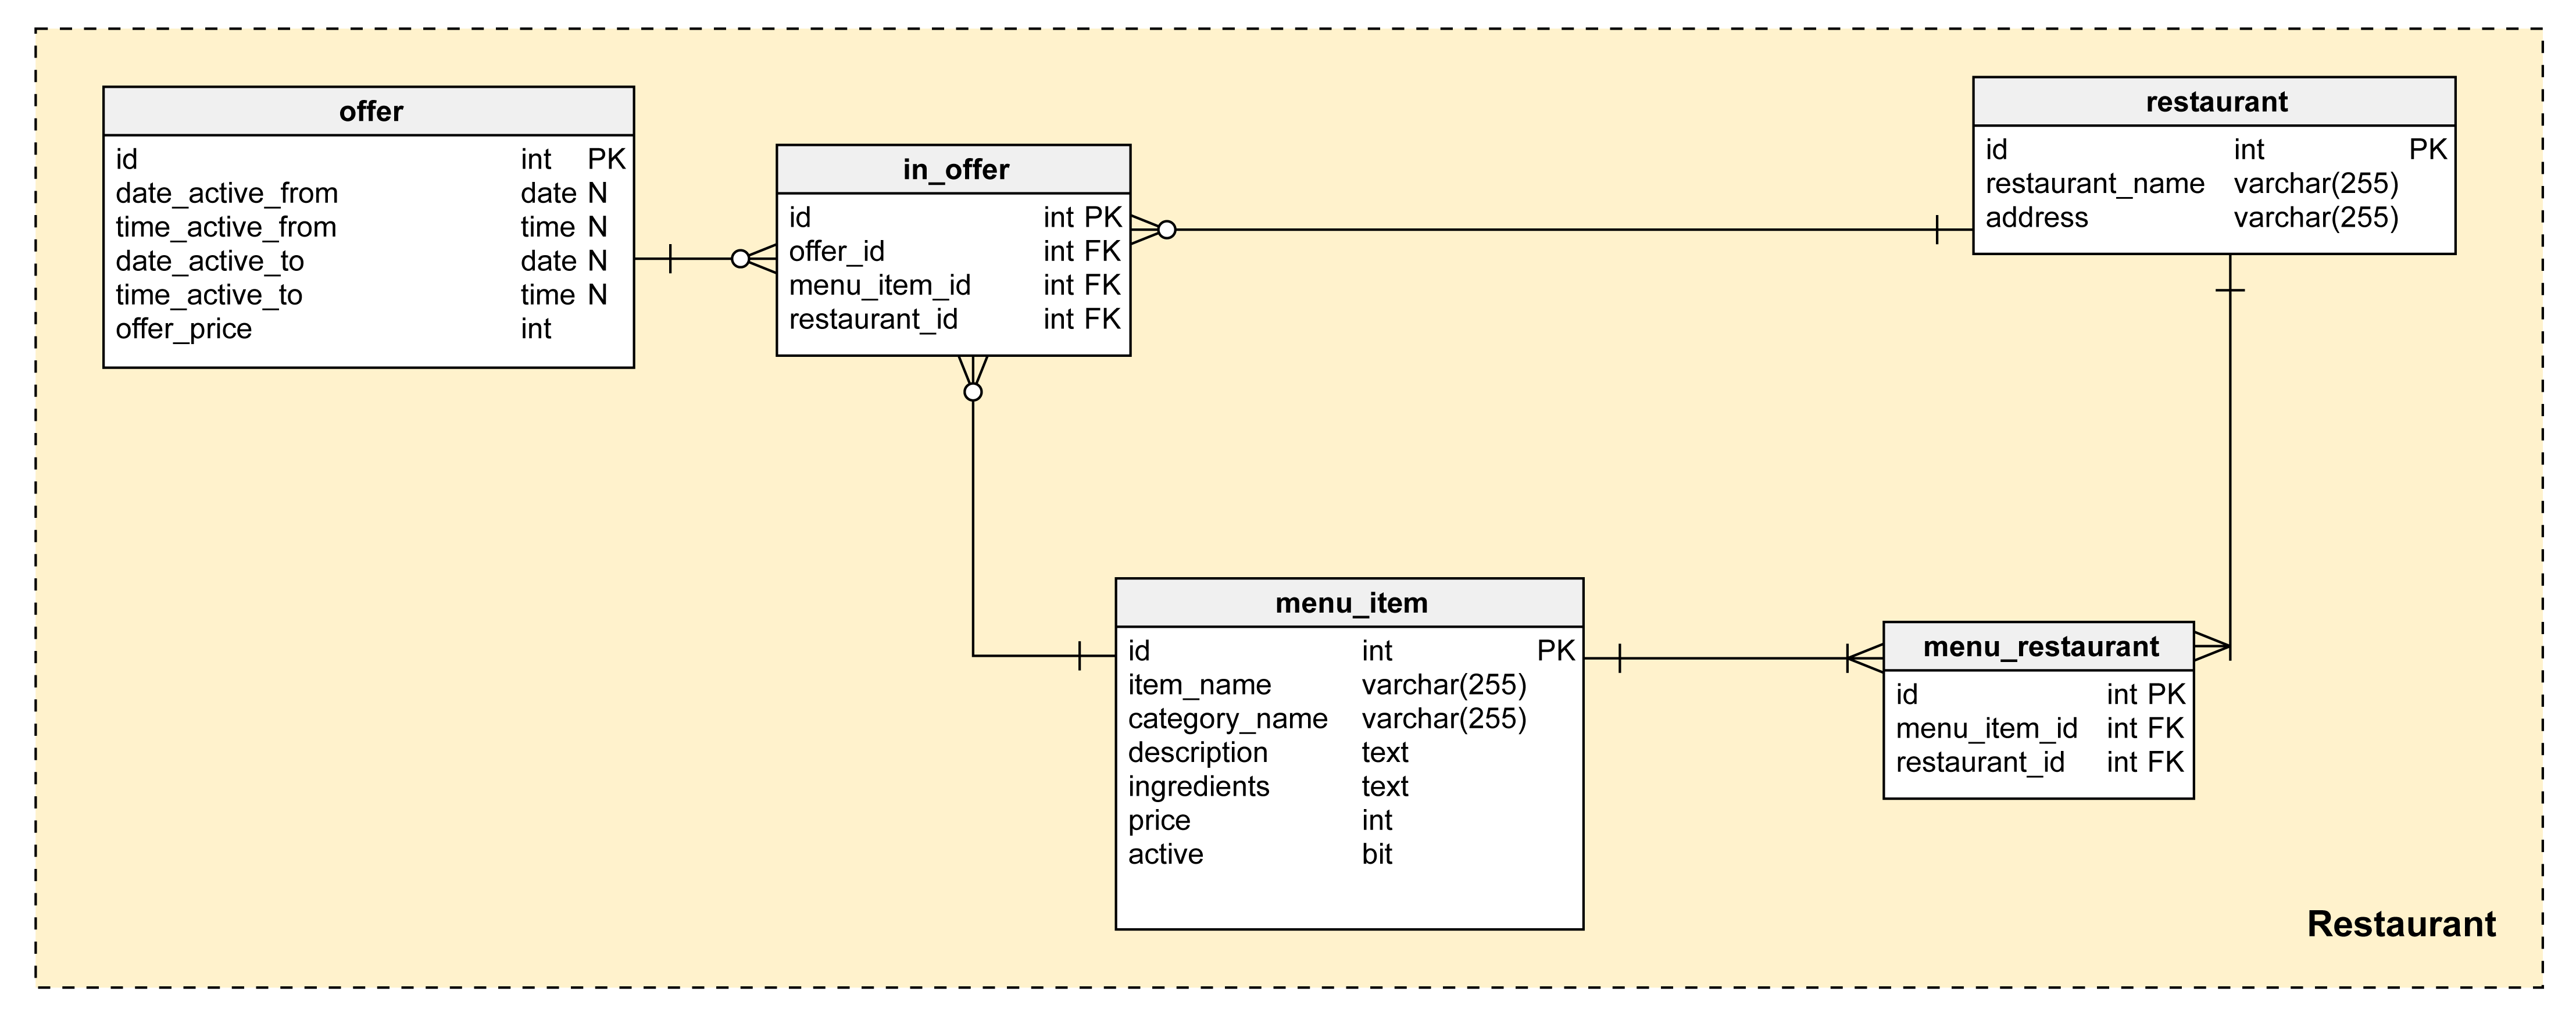 offer
id int PK
date_active_from date N
time_active_from time N
date_active_to date N
time_active_to time N
offer_price int
in_offer
id int PK
offer_id int FK
menu_item_id int FK
restaurant_id int FK
restaurant
id int PK
restaurant_name varchar(255)
address varchar(255)
menu_item
id int PK
item_name varchar(255)
category_name varchar(255)
description text
ingredients text
price int
active bit
menu_restaurant
id int PK
menu_item_id int FK
restaurant_id int FK
Restaurant